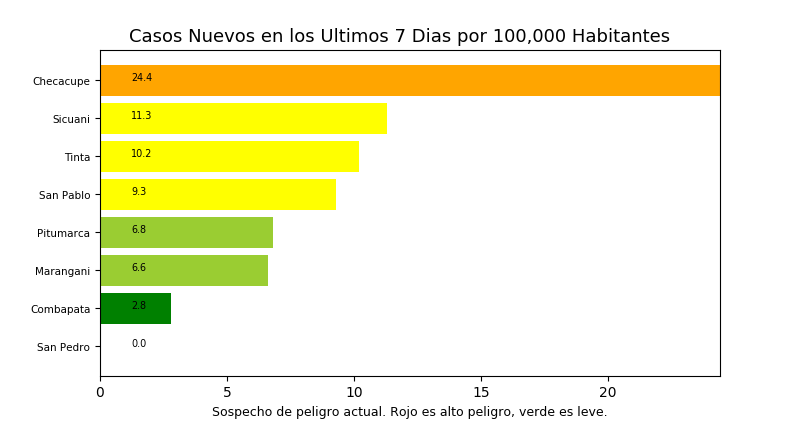 Casos Nuevos en los Ultimos 7 Dias por 100,000 Habitantes
Checacupe 24.4
Sicuani 11.3
Tinta 10.2
San Pablo 9.3
Pitumarca 6.8
Marangani 6.6
Combapata 2.8
San Pedro 0.0
0 5 10 15 20
Sospecho de peligro actual. Rojo es alto peligro, verde es leve.